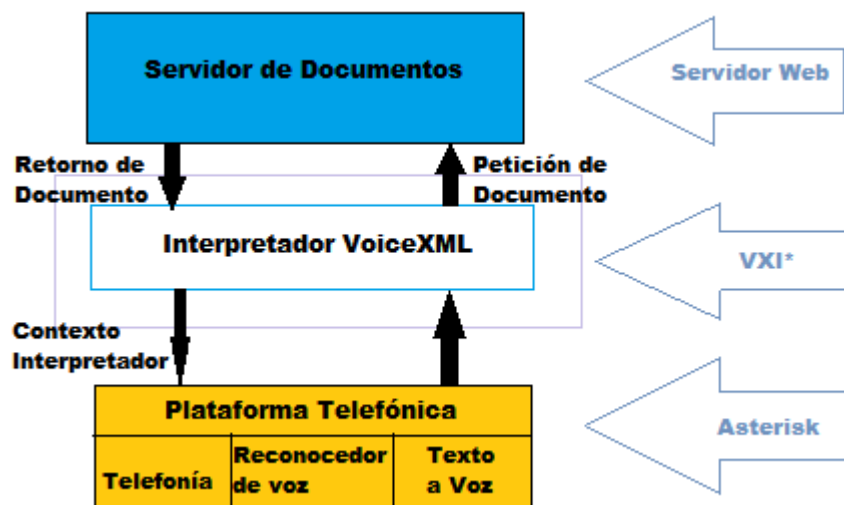 Servidor de Documentos
Servidor Web
Retorno de
Documento
Petición de
Documento
Interpretador VoiceXML
VXI*
Contexto
Interpretador
Plataforma Telefónica
Asterisk
Telefonía
Reconocedor
de voz
Texto
a Voz